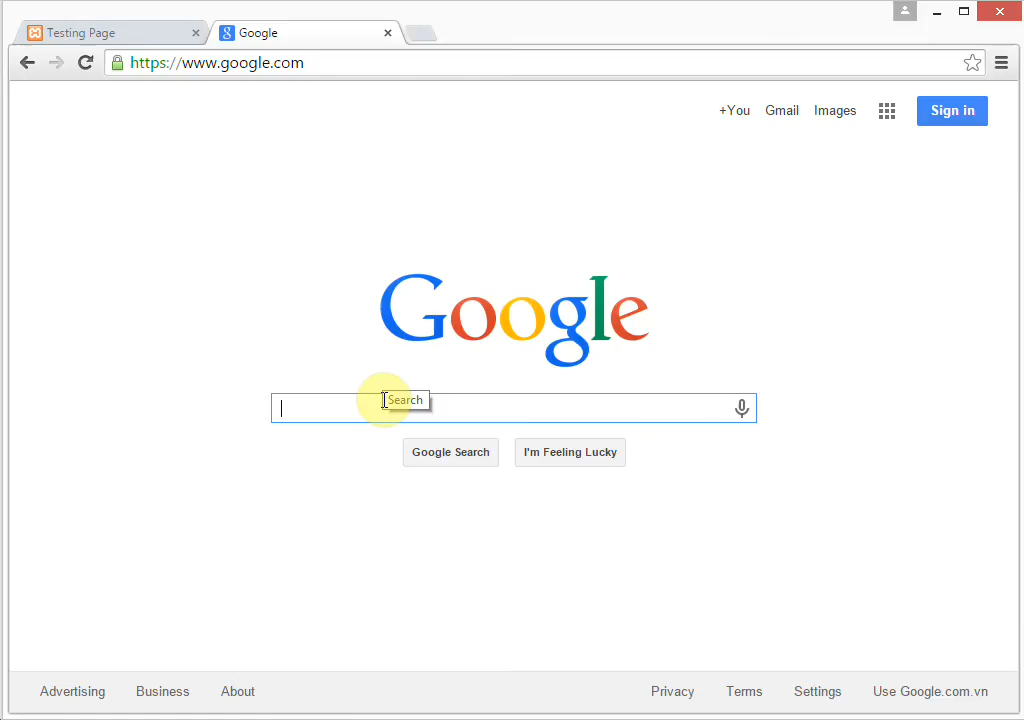 Testing Page
Google
https://www.google.com
+You Gmail Images Sign in
Google
Search
Google Search I'm Feeling Lucky
Advertising Business About Privacy Terms Settings Use Google.com.vn